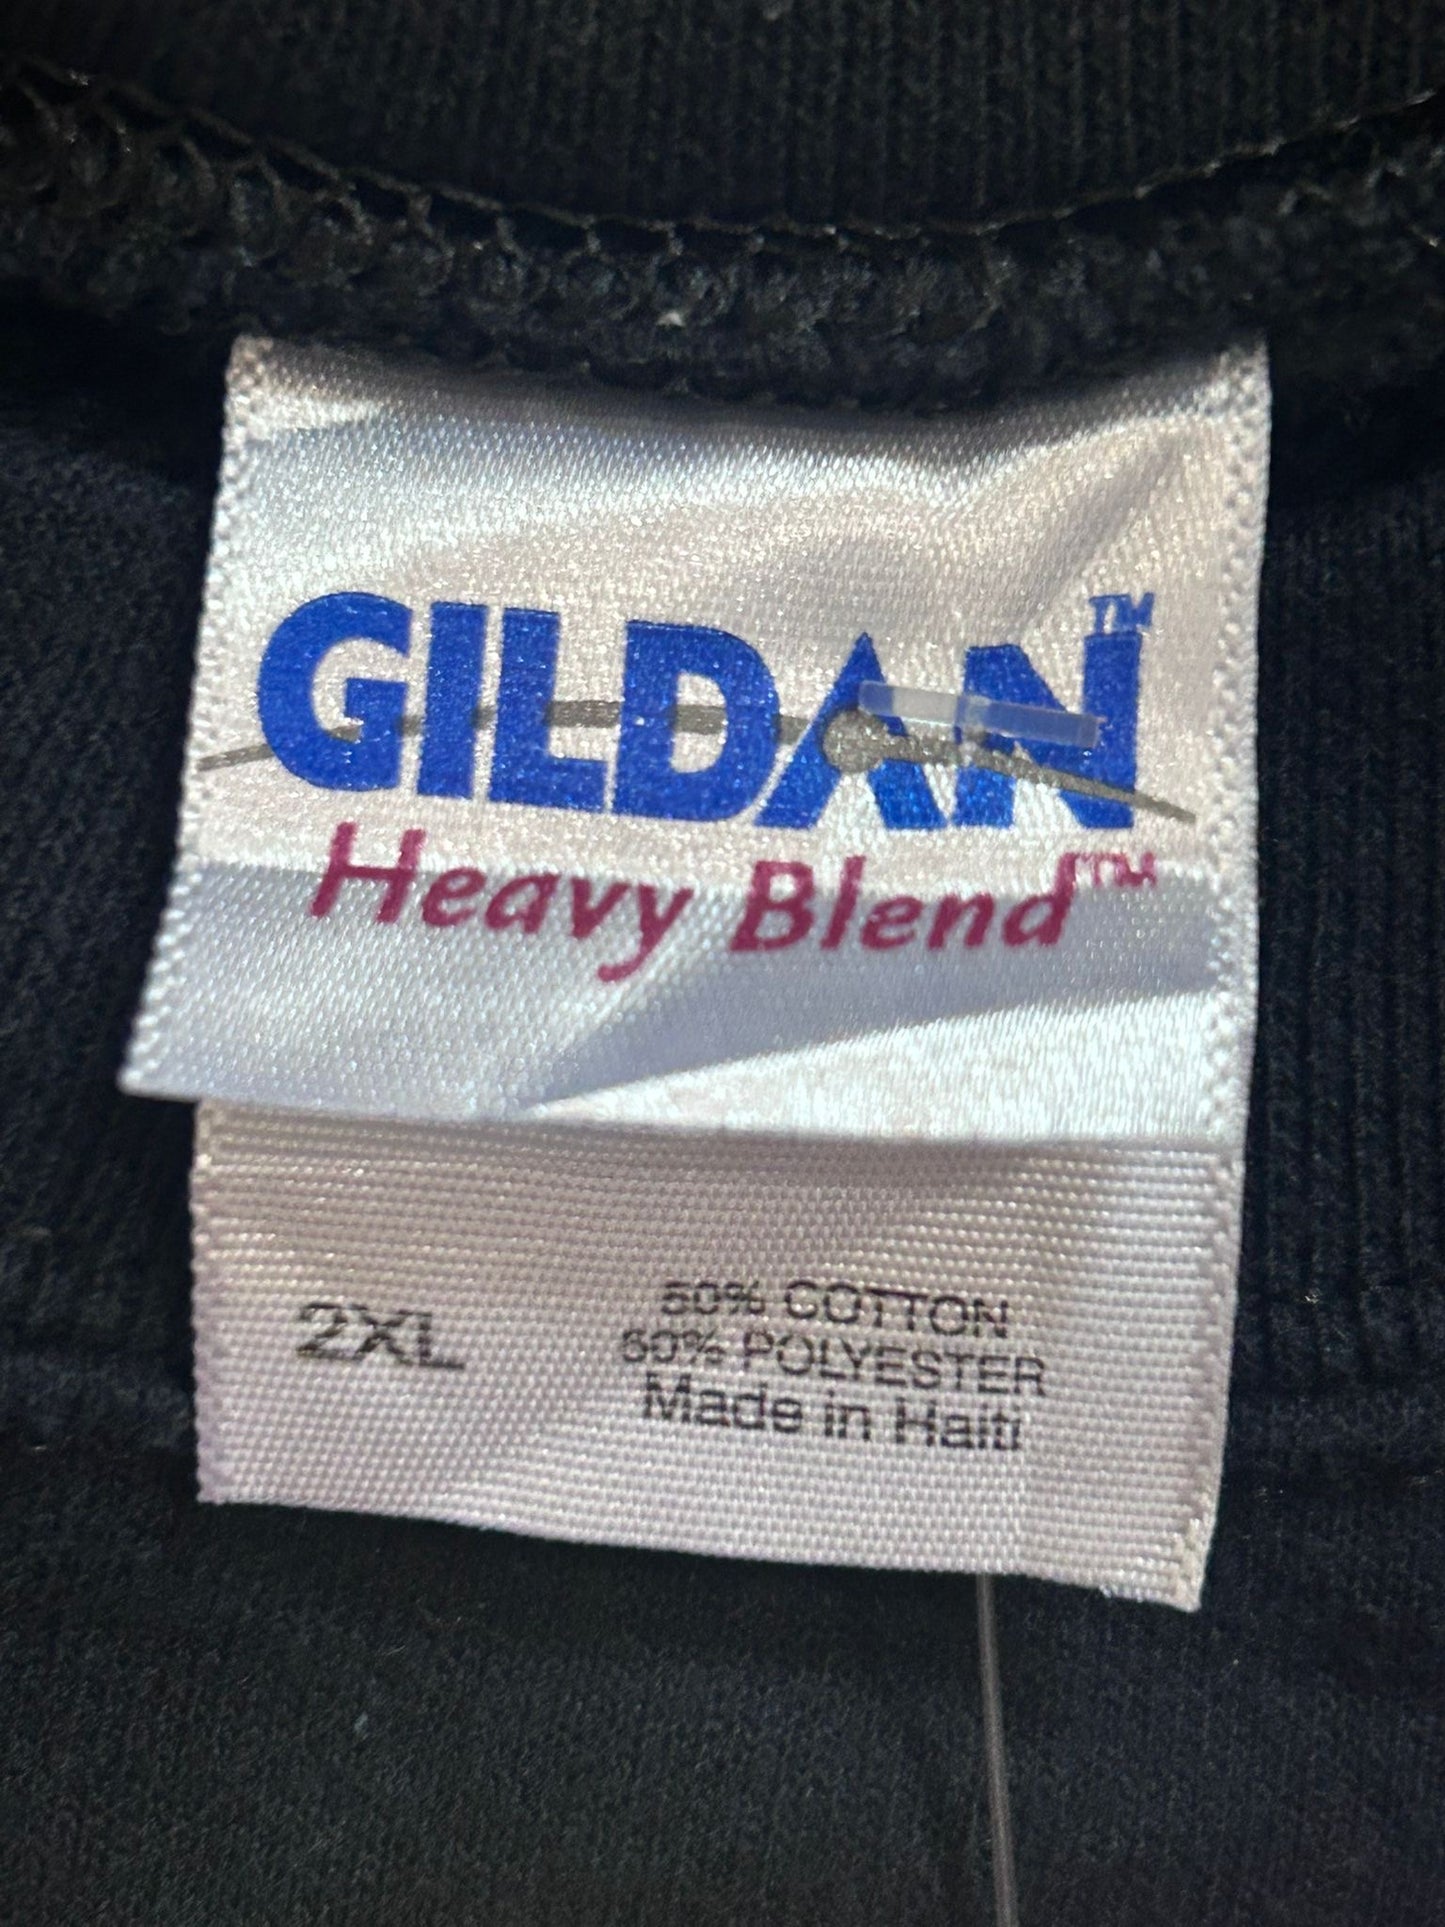 GILDAN™
Heavy Blend™
2XL
50% COTTON
50% POLYESTER
Made in Haiti